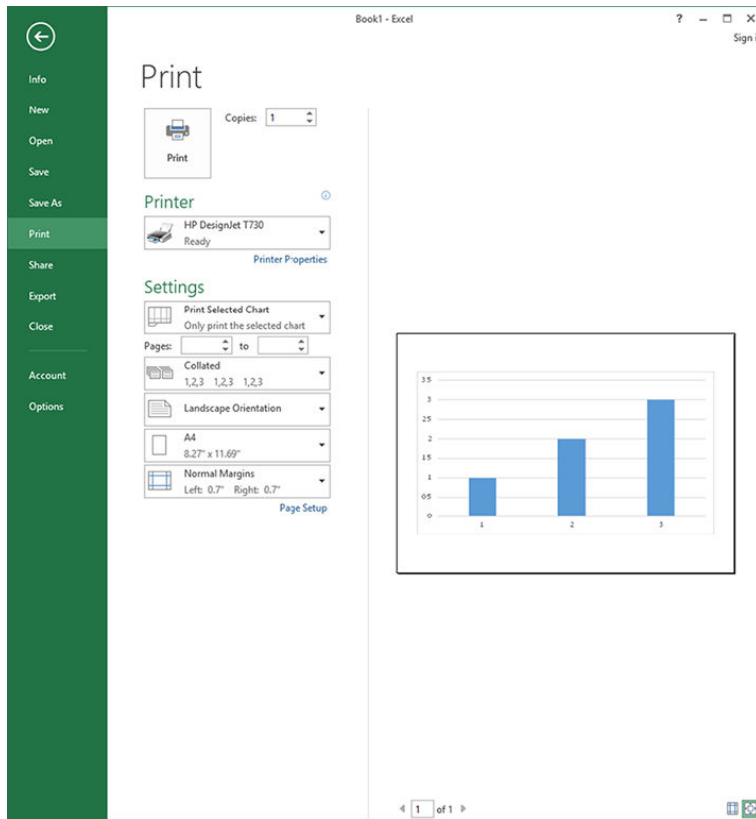 Book1 - Excel
?
Sign i
Info
New
Open
Save
Save As
Print
Share
Export
Close
Account
Options
Print
Copies: 1
Print
Printer
HP DesignJet T730
Ready
Printer Properties
Settings
Print Selected Chart
Only print the selected chart
Pages: to
Collated
1,2,3 1,2,3 1,2,3
Landscape Orientation
A4
8.27" x 11.69"
Normal Margins
Left: 0.7" Right: 0.7"
Page Setup
3.5
3
2.5
2
1.5
1
0.5
0
1 2 3
1 of 1